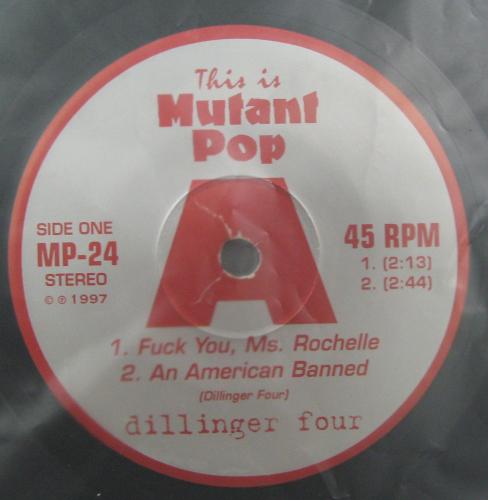 This is
Mutant
Pop
A
SIDE ONE
MP-24
STEREO
© ℗ 1997
45 RPM
1. (2:13)
2. (2:44)
1. Fuck You, Ms. Rochelle
2. An American Banned
(Dillinger Four)
dillinger four